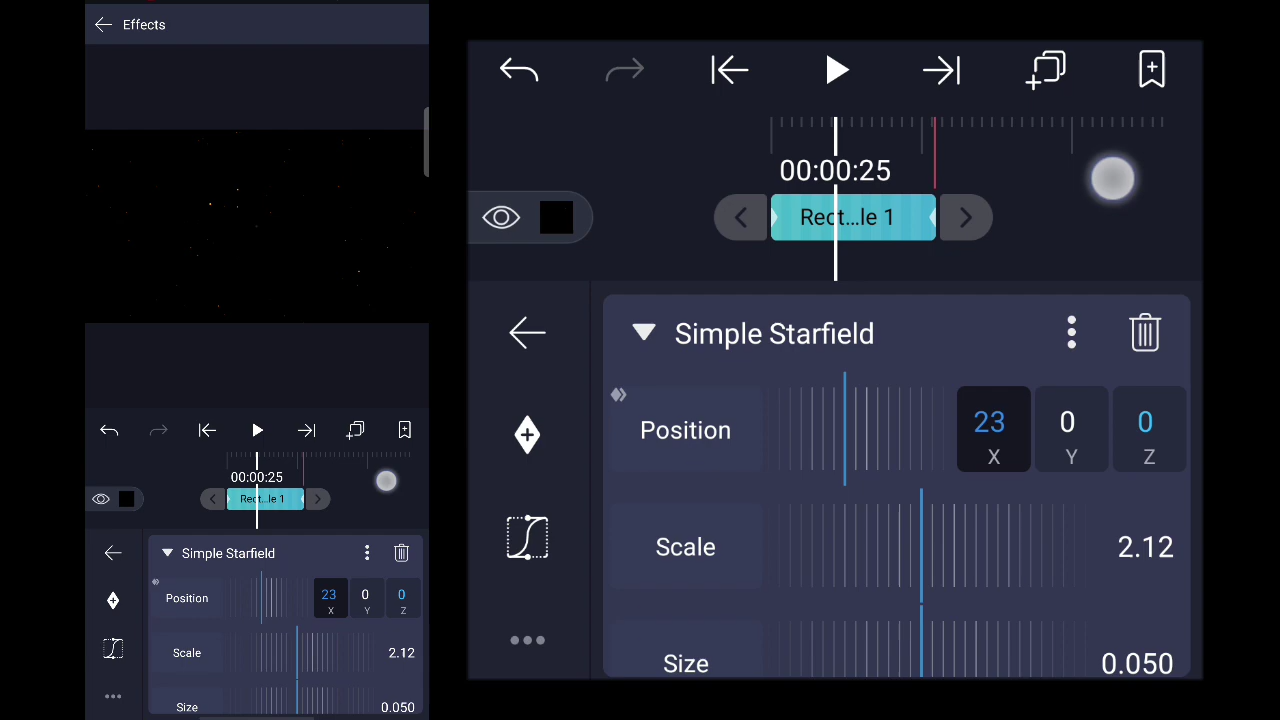 Effects
00:00:25
Rect...le 1
Simple Starfield
Position
23
0
0
X
Y
Z
Scale
2.12
Size
0.050
00:00:25
Rect...le 1
Simple Starfield
Position
23
0
0
X
Y
Z
Scale
2.12
Size
0.050